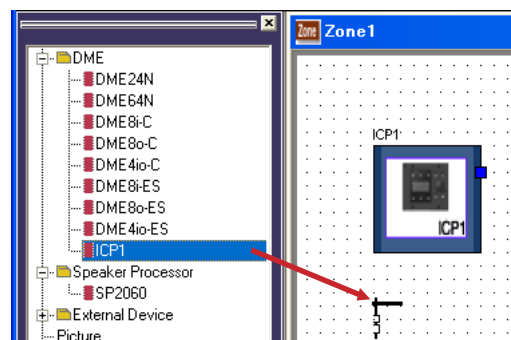 DME
DME24N
DME64N
DME8i-C
DME8o-C
DME4io-C
DME8i-ES
DME8o-ES
DME4io-ES
ICP1
Speaker Processor
SP2060
External Device
Picture
Zone Zone1
ICP1
ICP1